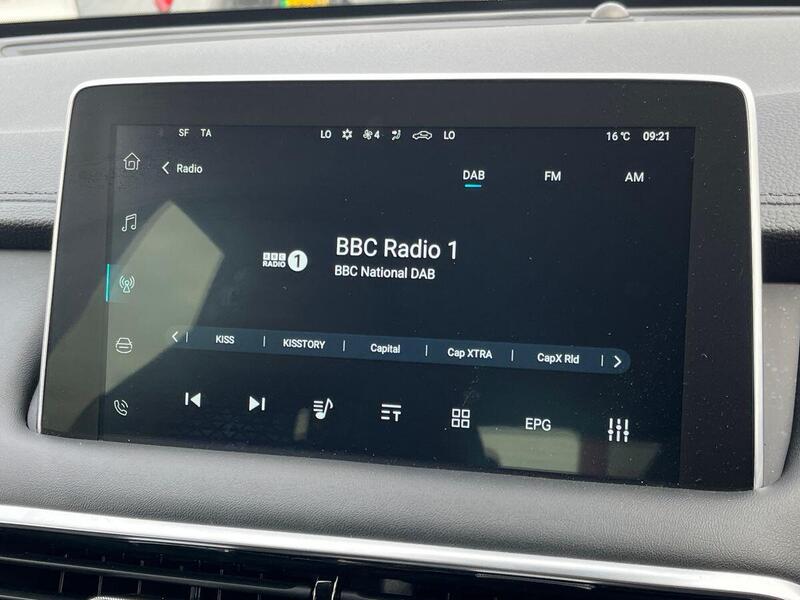 SF TA LO 4 LO 16 °C 09:21
Radio
DAB FM AM
BBC RADIO 1
BBC Radio 1
BBC National DAB
KISS KISSTORY Capital Cap XTRA CapX Rld
EPG